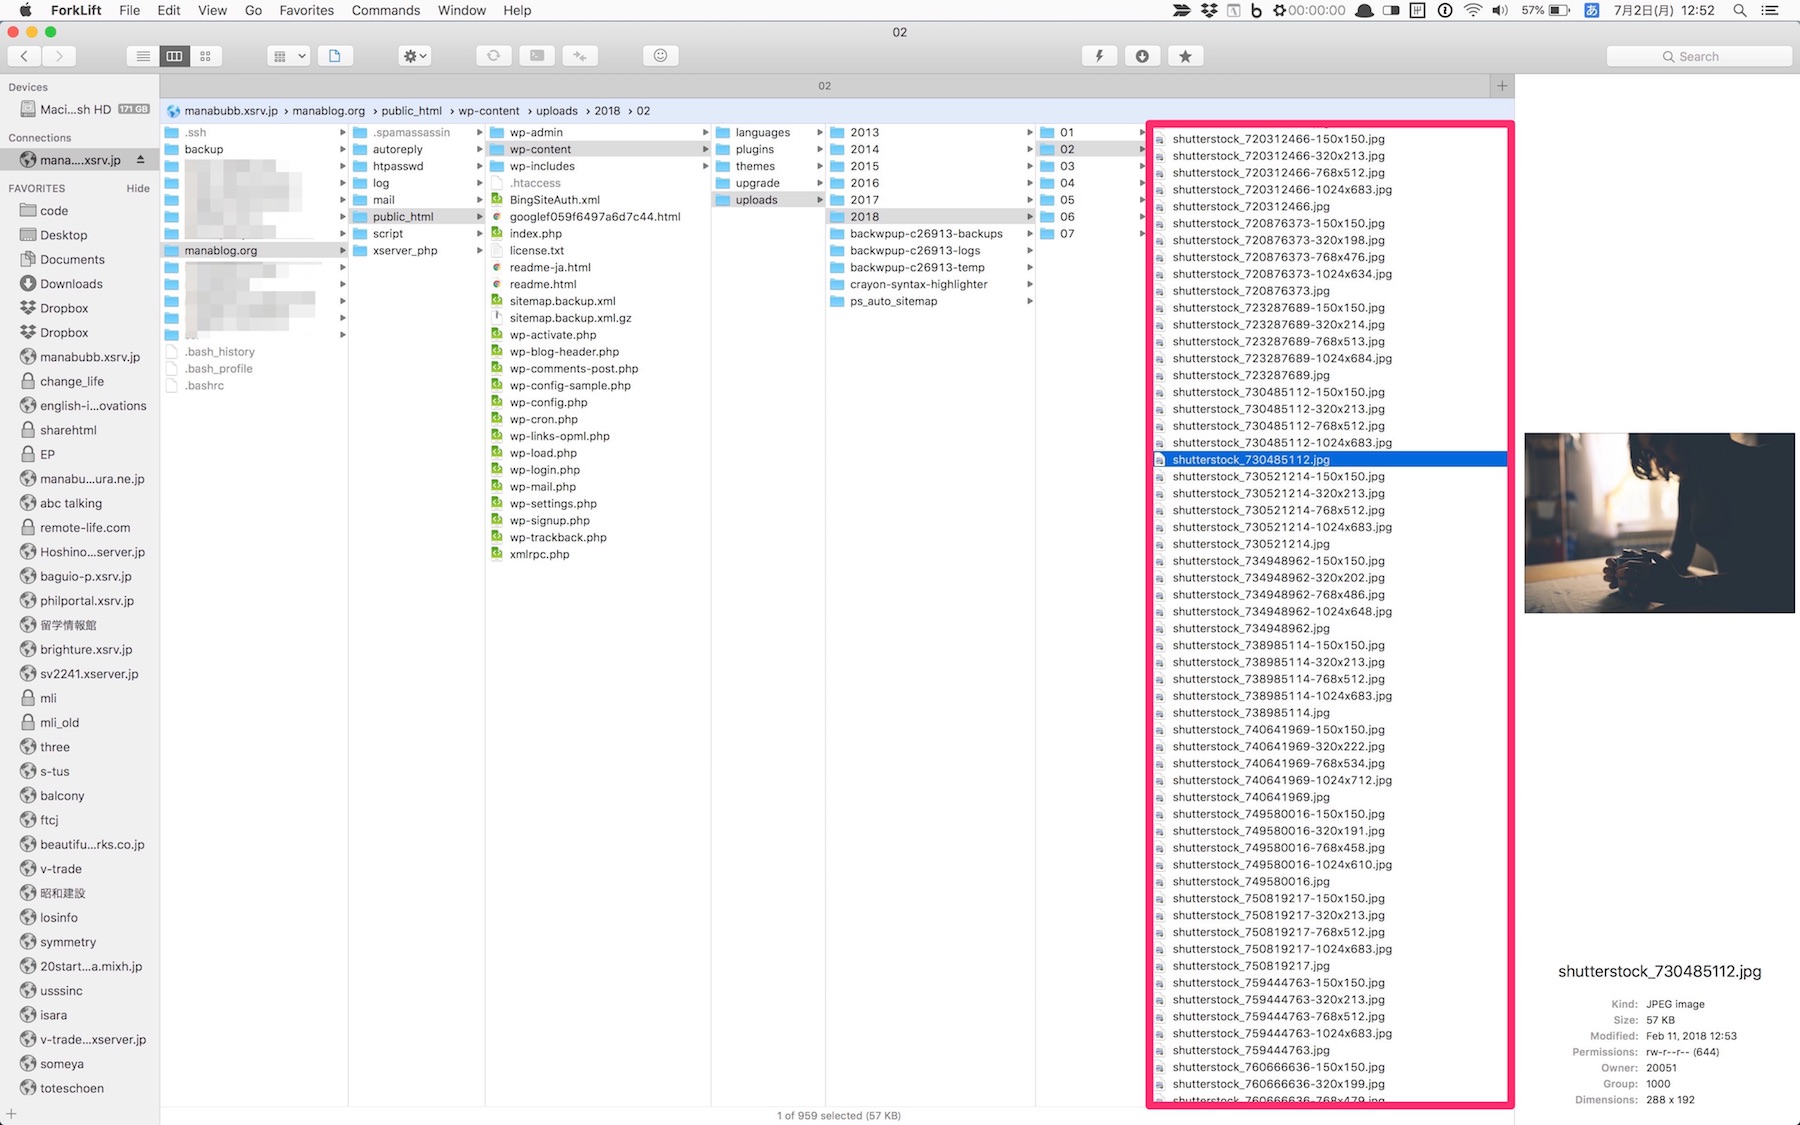 ForkLift File Edit View Go Favorites Commands Window Help 00:00:00 57% あ 7月2日(月) 12:52
02
Search
Devices
Maci...sh HD 171 GB
Connections
mana....xsrv.jp
FAVORITES Hide
code
Desktop
Documents
Downloads
Dropbox
Dropbox
manabubb.xsrv.jp
change_life
english-i...ovations
sharehtml
EP
manabu...ura.ne.jp
abc talking
remote-life.com
Hoshino...server.jp
baguio-p.xsrv.jp
philportal.xsrv.jp
留学情報館
brighture.xsrv.jp
sv2241.xserver.jp
mli
mli_old
three
s-tus
balcony
ftcj
beautifu...rks.co.jp
v-trade
昭和建設
losinfo
symmetry
20start...a.mixh.jp
usssinc
isara
v-trade...xserver.jp
someya
toteschoen
02
manabubb.xsrv.jp › manablog.org › public_html › wp-content › uploads › 2018 › 02
.ssh
backup
manablog.org
.bash_history
.bash_profile
.bashrc
.spamassassin
autoreply
htpasswd
log
mail
public_html
script
xserver_php
wp-admin
wp-content
wp-includes
.htaccess
BingSiteAuth.xml
googlef059f6497a6d7c44.html
index.php
license.txt
readme-ja.html
readme.html
sitemap.backup.xml
sitemap.backup.xml.gz
wp-activate.php
wp-blog-header.php
wp-comments-post.php
wp-config-sample.php
wp-config.php
wp-cron.php
wp-links-opml.php
wp-load.php
wp-login.php
wp-mail.php
wp-settings.php
wp-signup.php
wp-trackback.php
xmlrpc.php
languages
plugins
themes
upgrade
uploads
2013
2014
2015
2016
2017
2018
backwpup-c26913-backups
backwpup-c26913-logs
backwpup-c26913-temp
crayon-syntax-highlighter
ps_auto_sitemap
01
02
03
04
05
06
07
shutterstock_720312466-150x150.jpg
shutterstock_720312466-320x213.jpg
shutterstock_720312466-768x512.jpg
shutterstock_720312466-1024x683.jpg
shutterstock_720312466.jpg
shutterstock_720876373-150x150.jpg
shutterstock_720876373-320x198.jpg
shutterstock_720876373-768x476.jpg
shutterstock_720876373-1024x634.jpg
shutterstock_720876373.jpg
shutterstock_723287689-150x150.jpg
shutterstock_723287689-320x214.jpg
shutterstock_723287689-768x513.jpg
shutterstock_723287689-1024x684.jpg
shutterstock_723287689.jpg
shutterstock_730485112-150x150.jpg
shutterstock_730485112-320x213.jpg
shutterstock_730485112-768x512.jpg
shutterstock_730485112-1024x683.jpg
shutterstock_730485112.jpg
shutterstock_730521214-150x150.jpg
shutterstock_730521214-320x213.jpg
shutterstock_730521214-768x512.jpg
shutterstock_730521214-1024x683.jpg
shutterstock_730521214.jpg
shutterstock_734948962-150x150.jpg
shutterstock_734948962-320x202.jpg
shutterstock_734948962-768x486.jpg
shutterstock_734948962-1024x648.jpg
shutterstock_734948962.jpg
shutterstock_738985114-150x150.jpg
shutterstock_738985114-320x213.jpg
shutterstock_738985114-768x512.jpg
shutterstock_738985114-1024x683.jpg
shutterstock_738985114.jpg
shutterstock_740641969-150x150.jpg
shutterstock_740641969-320x222.jpg
shutterstock_740641969-768x534.jpg
shutterstock_740641969-1024x712.jpg
shutterstock_740641969.jpg
shutterstock_749580016-150x150.jpg
shutterstock_749580016-320x191.jpg
shutterstock_749580016-768x458.jpg
shutterstock_749580016-1024x610.jpg
shutterstock_749580016.jpg
shutterstock_750819217-150x150.jpg
shutterstock_750819217-320x213.jpg
shutterstock_750819217-768x512.jpg
shutterstock_750819217-1024x683.jpg
shutterstock_750819217.jpg
shutterstock_759444763-150x150.jpg
shutterstock_759444763-320x213.jpg
shutterstock_759444763-768x512.jpg
shutterstock_759444763-1024x683.jpg
shutterstock_759444763.jpg
shutterstock_760666636-150x150.jpg
shutterstock_760666636-320x199.jpg
shutterstock_760666636-768x479.jpg
shutterstock_730485112.jpg
Kind: JPEG image
Size: 57 KB
Modified: Feb 11, 2018 12:53
Permissions: rw-r--r-- (644)
Owner: 20051
Group: 1000
Dimensions: 288 x 192
1 of 959 selected (57 KB)